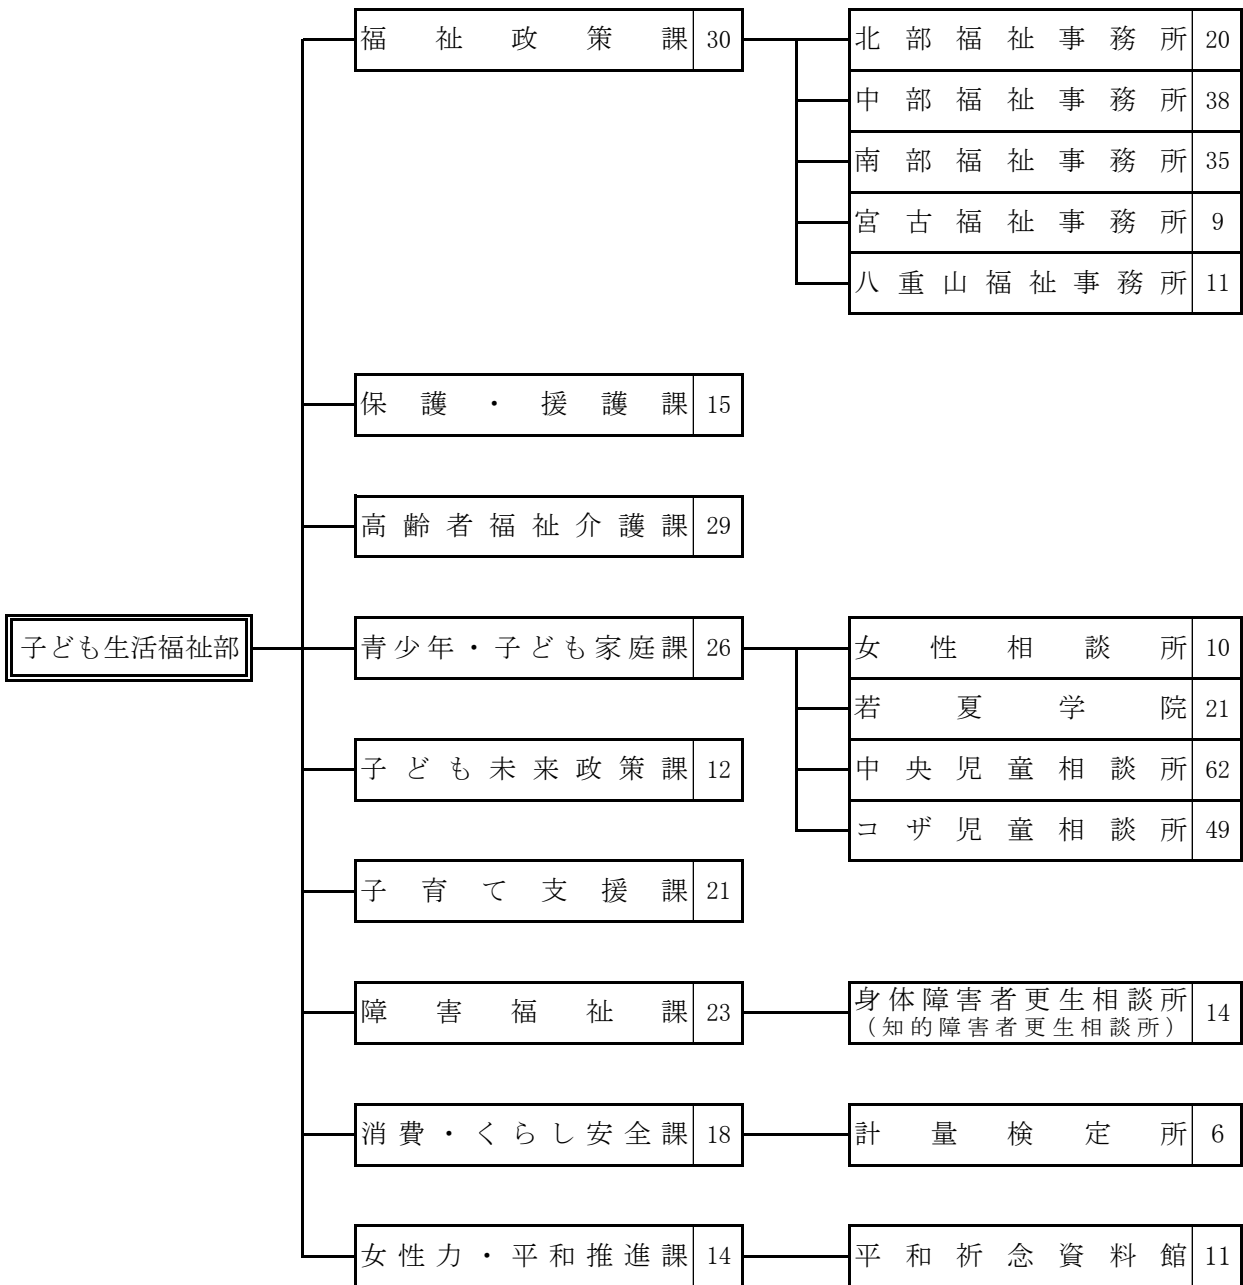 福祉政策課 30 北部福祉事務所 20
中部福祉事務所 38
南部福祉事務所 35
宮古福祉事務所 9
八重山福祉事務所 11
保護・援護課 15
高齢者福祉介護課 29
子ども生活福祉部 青少年・子ども家庭課 26 女性相談所 10
若夏学院 21
子ども未来政策課 12 中央児童相談所 62
コザ児童相談所 49
子育て支援課 21
障害福祉課 23 身体障害者更生相談所 14
(知的障害者更生相談所)
消費・くらし安全課 18 計量検定所 6
女性力・平和推進課 14 平和祈念資料館 11